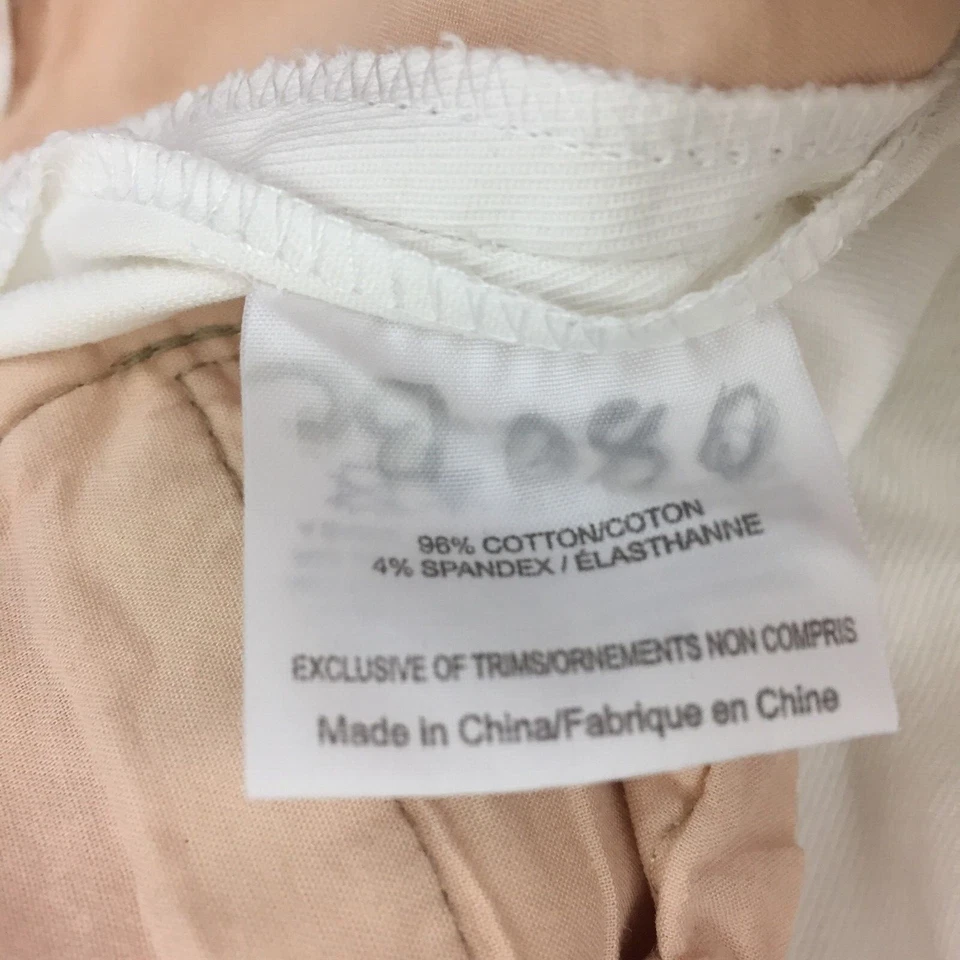 96% COTTON/COTON
4% SPANDEX / ÉLASTHANNE
EXCLUSIVE OF TRIMS/ORNEMENTS NON COMPRIS
Made in China/Fabrique en Chine